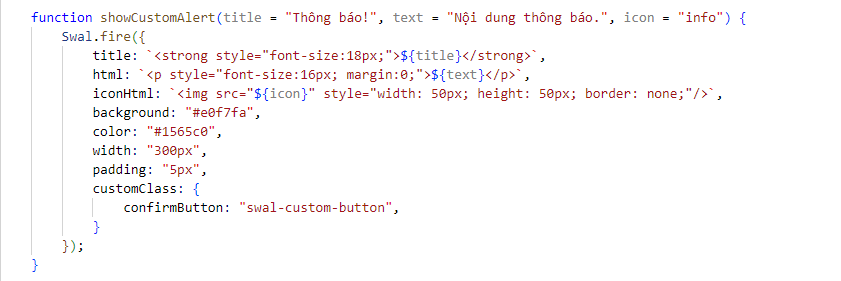 function showCustomAlert(title = "Thông báo!", text = "Nội dung thông báo.", icon = "info") {
    Swal.fire({
        title: `<strong style="font-size:18px;">${title}</strong>`,
        html: `<p style="font-size:16px; margin:0;">${text}</p>`,
        iconHtml: `<img src="${icon}" style="width: 50px; height: 50px; border: none;"/>`,
        background: "#e0f7fa",
        color: "#1565c0",
        width: "300px",
        padding: "5px",
        customClass: {
            confirmButton: "swal-custom-button",
        }
    });
}